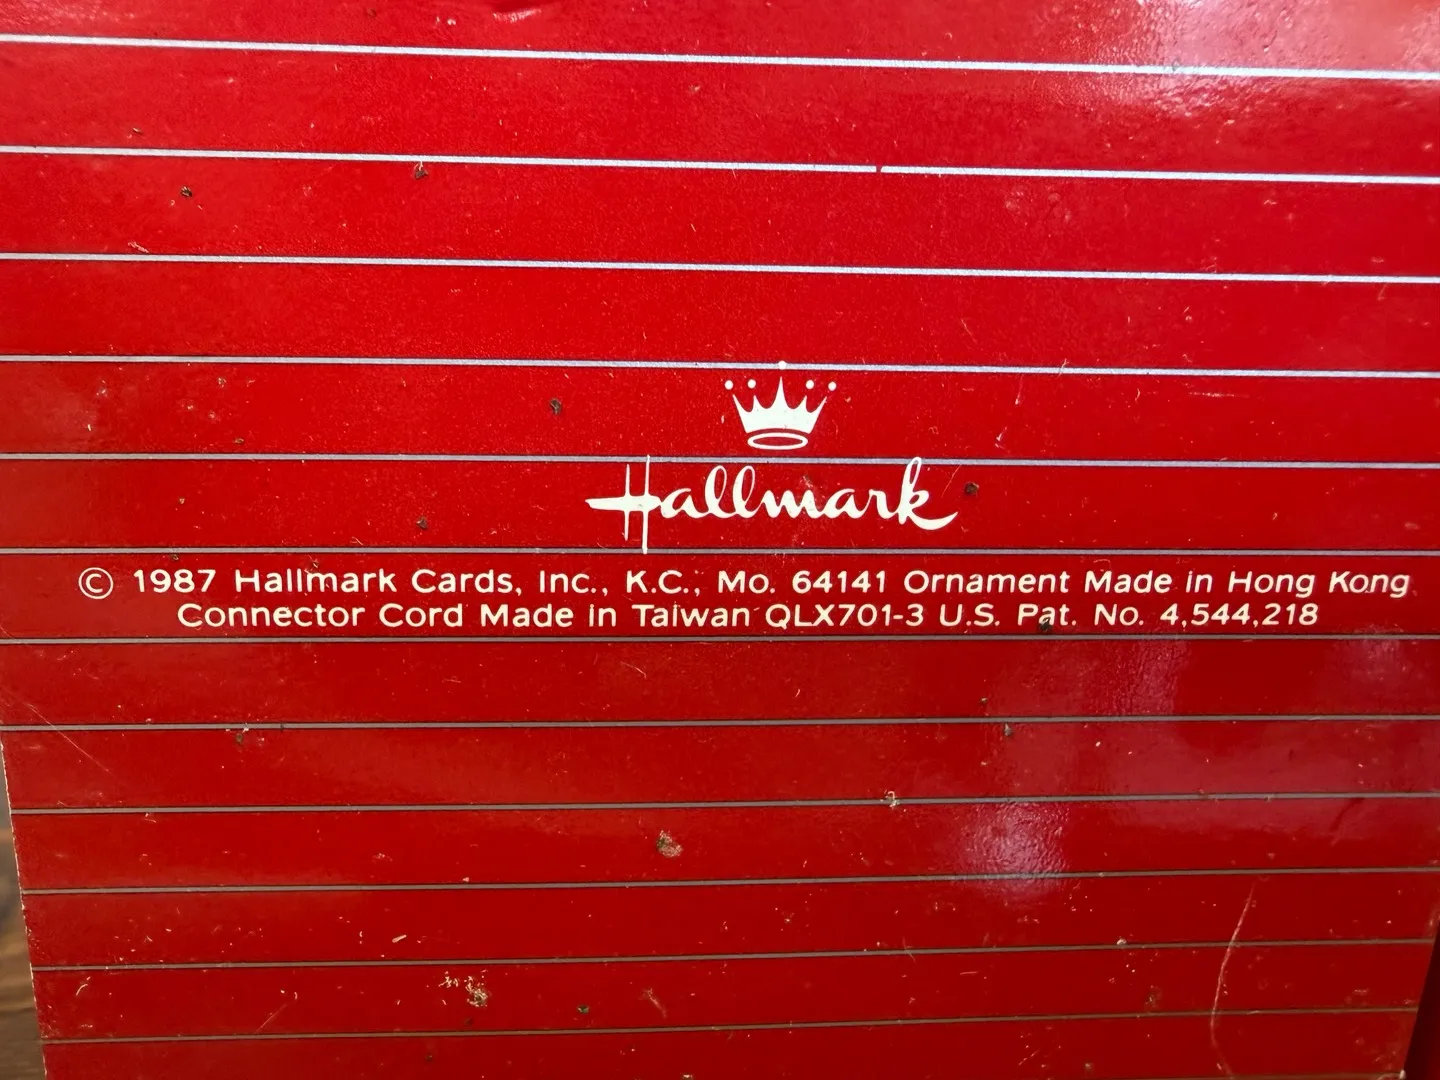 Hallmark
© 1987 Hallmark Cards, Inc., K.C., Mo. 64141 Ornament Made in Hong Kong
Connector Cord Made in Taiwan QLX701-3 U.S. Pat. No. 4,544,218